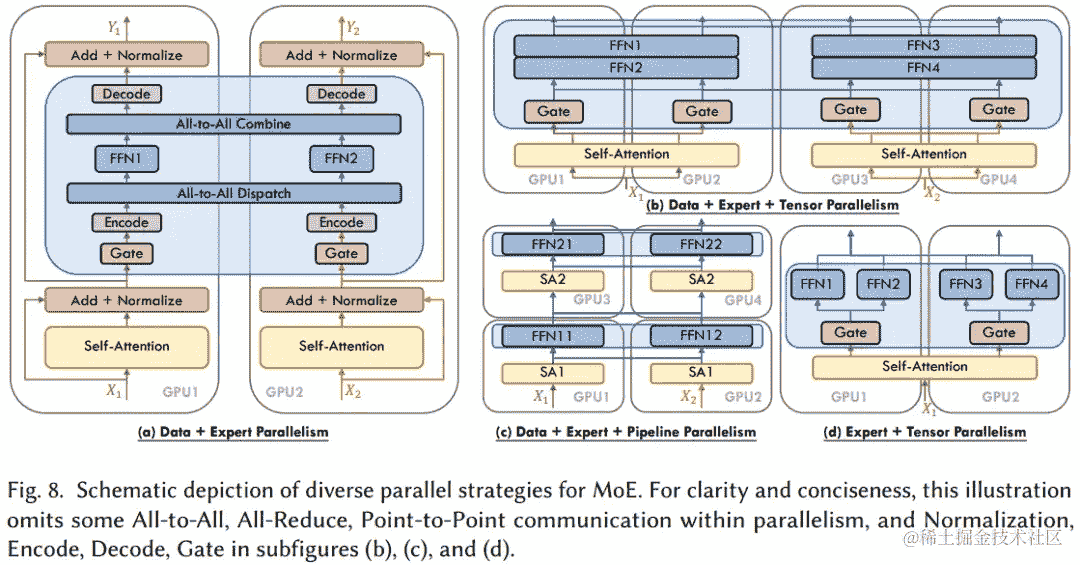 Y1
Y2
Add + Normalize
Add + Normalize
Decode
Decode
All-to-All Combine
FFN1
FFN2
All-to-All Dispatch
Encode
Encode
Gate
Gate
Add + Normalize
Add + Normalize
Self-Attention
Self-Attention
X1
GPU1
GPU2
X2
(a) Data + Expert Parallelism
FFN1
FFN2
FFN3
FFN4
Gate
Gate
Gate
Gate
Self-Attention
Self-Attention
GPU1
X1
GPU2
GPU3
X2
GPU4
(b) Data + Expert + Tensor Parallelism
FFN21
FFN22
SA2
SA2
GPU3
GPU4
FFN11
FFN12
SA1
SA1
X1
GPU1
X2
GPU2
(c) Data + Expert + Pipeline Parallelism
FFN1
FFN2
FFN3
FFN4
Gate
Gate
Self-Attention
GPU1
X1
GPU2
(d) Expert + Tensor Parallelism
Fig. 8. Schematic depiction of diverse parallel strategies for MoE. For clarity and conciseness, this illustration
omits some All-to-All, All-Reduce, Point-to-Point communication within parallelism, and Normalization,
Encode, Decode, Gate in subfigures (b), (c), and (d).
@稀土掘金技术社区